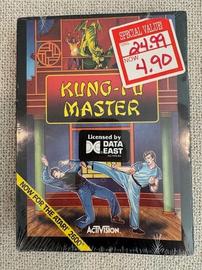 SPECIAL VALUE!
24.99
NOW
4.90
KUNG-FU
MASTER
Licensed by
DATA
EAST
NOW FOR THE ATARI 2600!
ACTIVISION